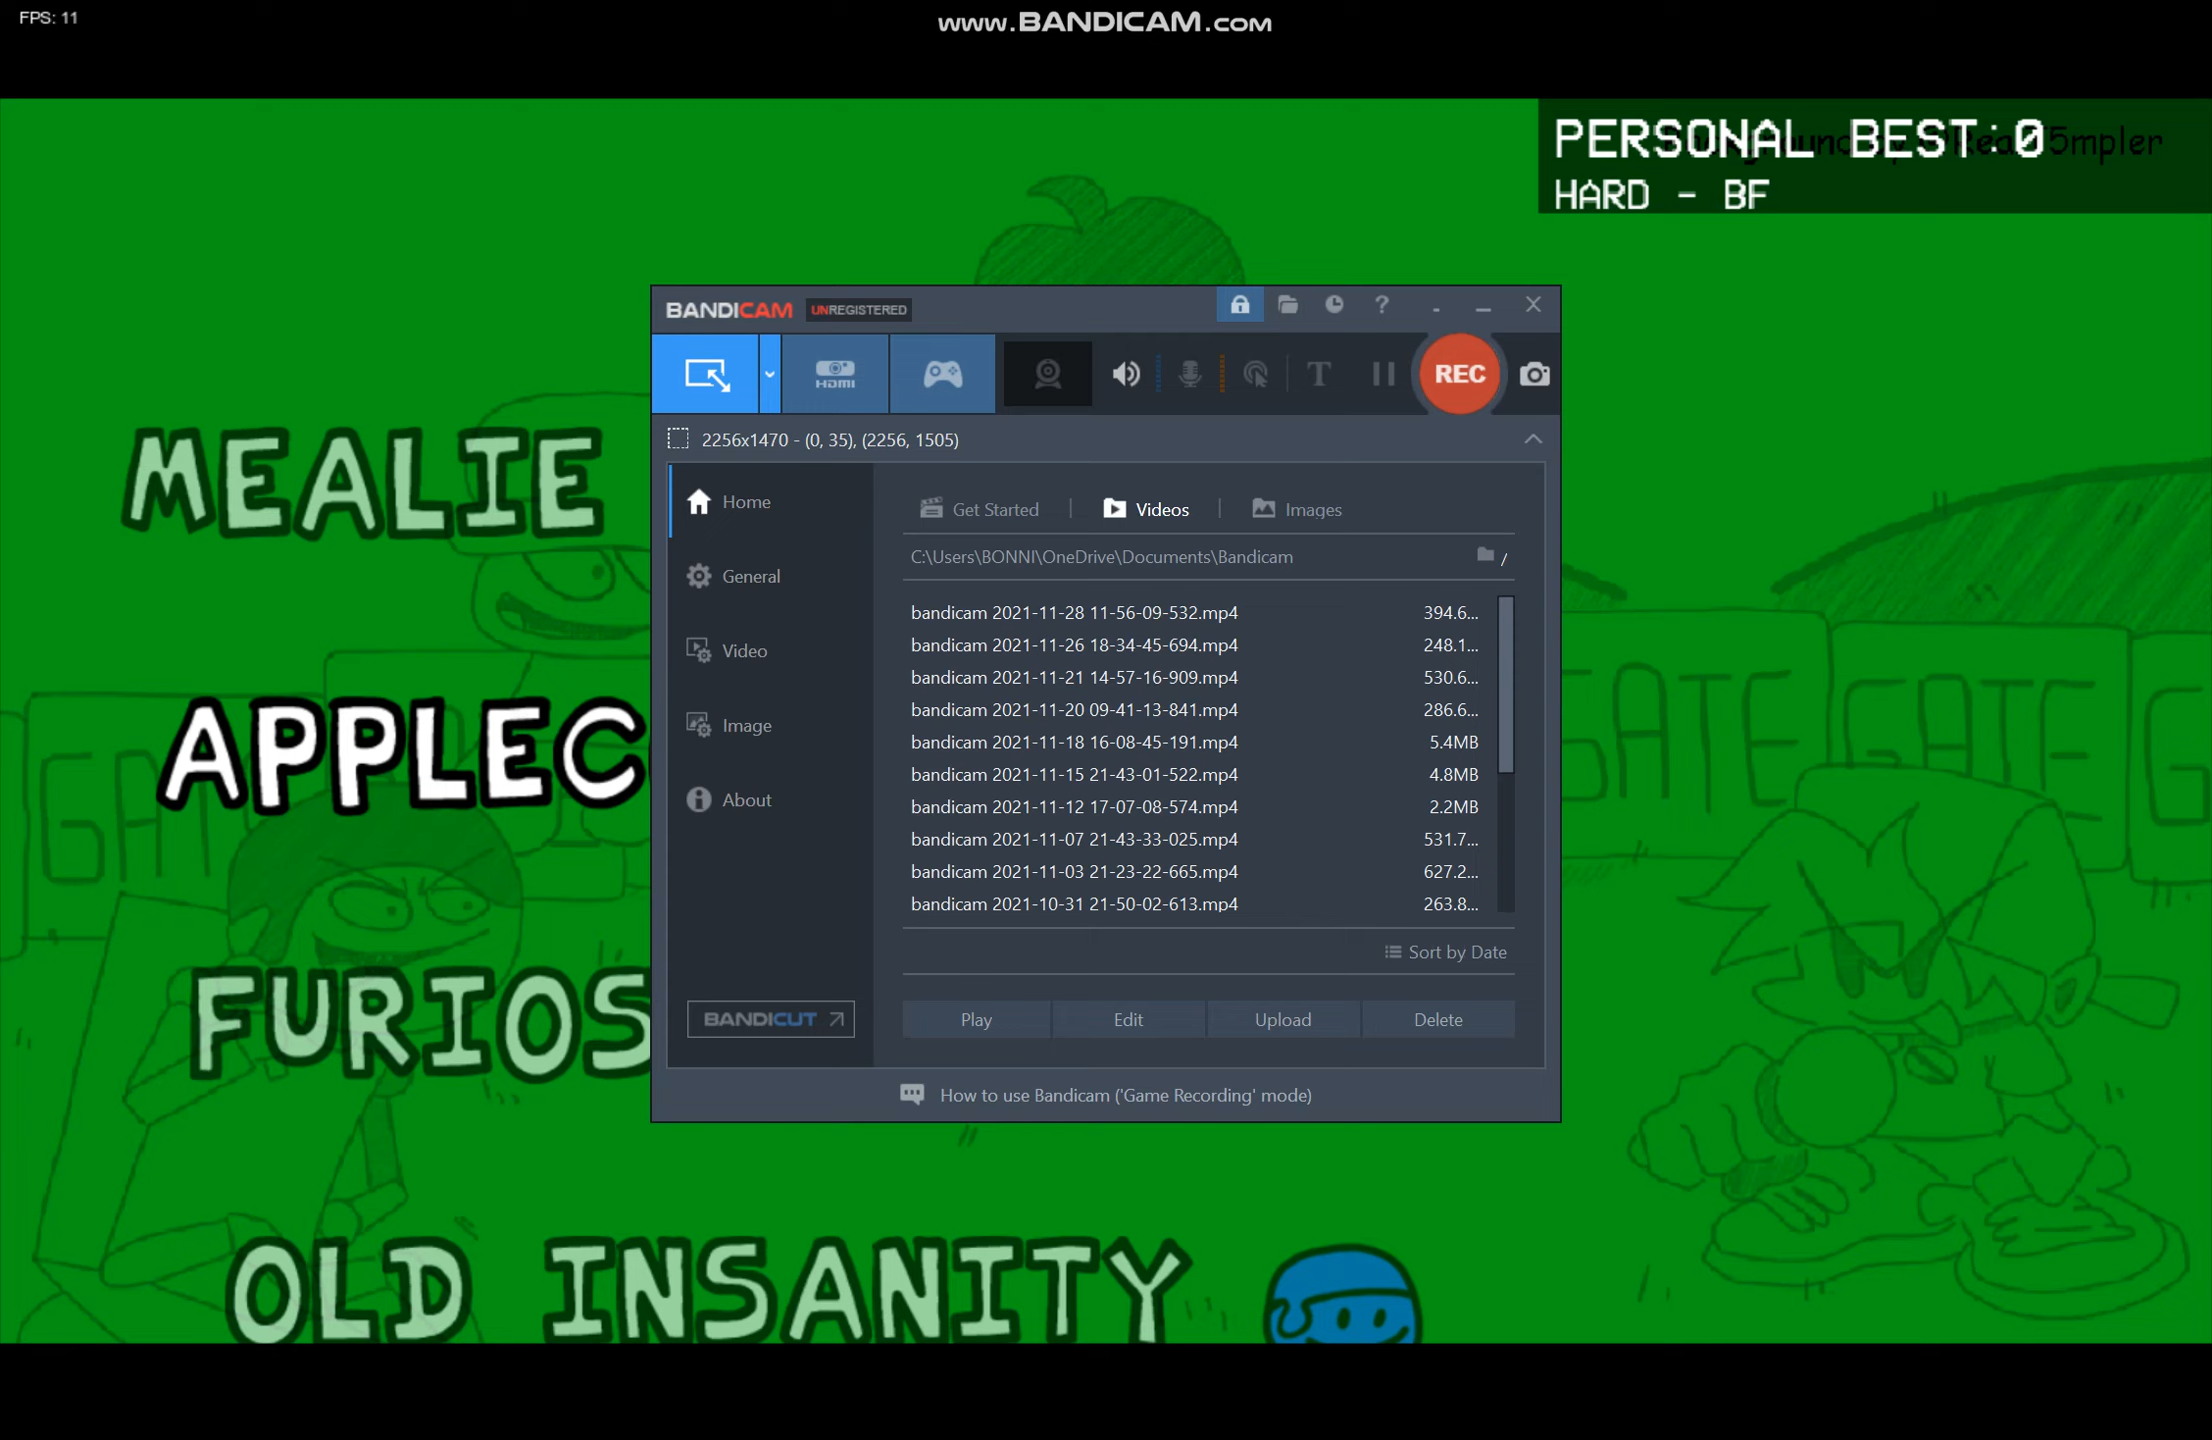 FPS: 11
www.BANDICAM.com
PERSONAL BEST:0
5mpler
HARD - BF
BANDICAM UNREGISTERED
HDMI
T
REC
2256x1470 - (0, 35), (2256, 1505)
MEALIE
Home
Get Started | Videos | Images
C:\Users\BONNI\OneDrive\Documents\Bandicam
General
bandicam 2021-11-28 11-56-09-532.mp4 394.6...
bandicam 2021-11-26 18-34-45-694.mp4 248.1...
Video
bandicam 2021-11-21 14-57-16-909.mp4 530.6...
bandicam 2021-11-20 09-41-13-841.mp4 286.6...
APPLEC
Image
bandicam 2021-11-18 16-08-45-191.mp4 5.4MB
bandicam 2021-11-15 21-43-01-522.mp4 4.8MB
About
bandicam 2021-11-12 17-07-08-574.mp4 2.2MB
bandicam 2021-11-07 21-43-33-025.mp4 531.7...
bandicam 2021-11-03 21-23-22-665.mp4 627.2...
bandicam 2021-10-31 21-50-02-613.mp4 263.8...
GATE GATE G
GAT
Sort by Date
FURIOS
BANDICUT
Play Edit Upload Delete
How to use Bandicam ('Game Recording' mode)
OLD INSANITY